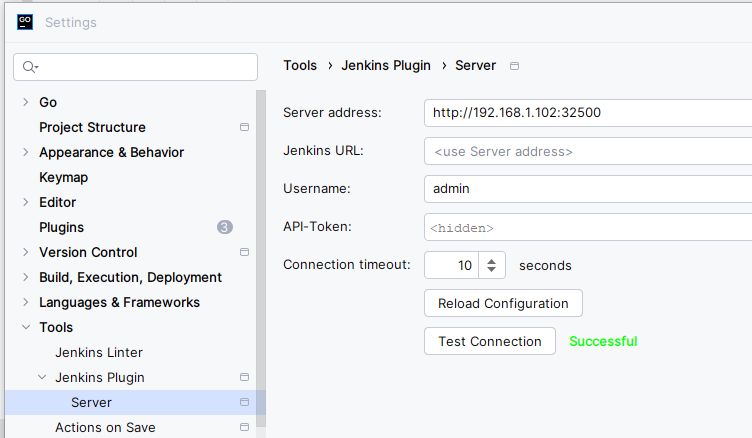 GO
Settings
Tools › Jenkins Plugin › Server
Go
Project Structure
Appearance & Behavior
Keymap
Editor
Plugins 3
Version Control
Build, Execution, Deployment
Languages & Frameworks
Tools
Jenkins Linter
Jenkins Plugin
Server
Actions on Save
Server address: http://192.168.1.102:32500
Jenkins URL: <use Server address>
Username: admin
API-Token: <hidden>
Connection timeout: 10 seconds
Reload Configuration
Test Connection Successful